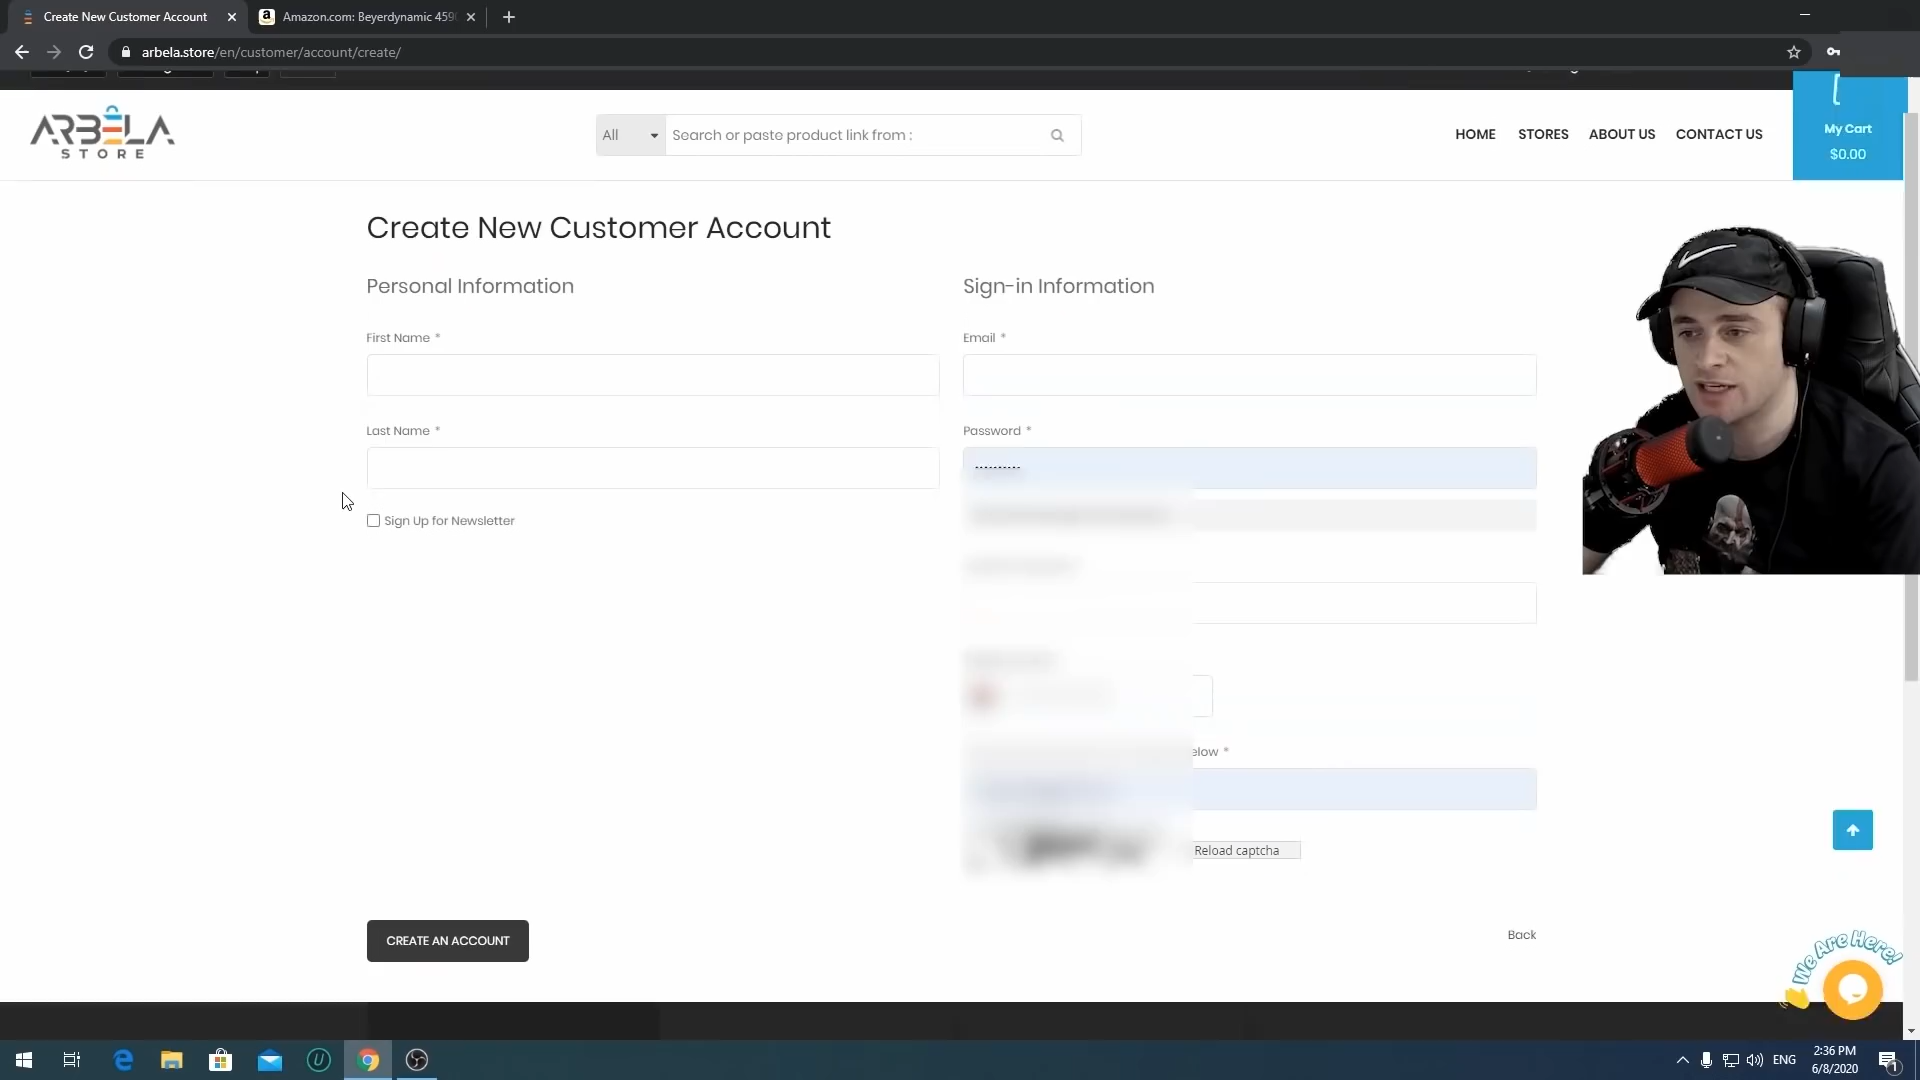 Create New Customer Account
Amazon.com: Beyerdynamic 459
arbela.store/en/customer/account/create/
ARBELA
STORE
All
Search or paste product link from :
HOME
STORES
ABOUT US
CONTACT US
My Cart
$0.00
Create New Customer Account
Personal Information
Sign-in Information
First Name *
Email *
Last Name *
Password *
Sign Up for Newsletter
elow *
Reload captcha
CREATE AN ACCOUNT
Back
We Are Here!
ENG
2:36 PM
6/8/2020
1